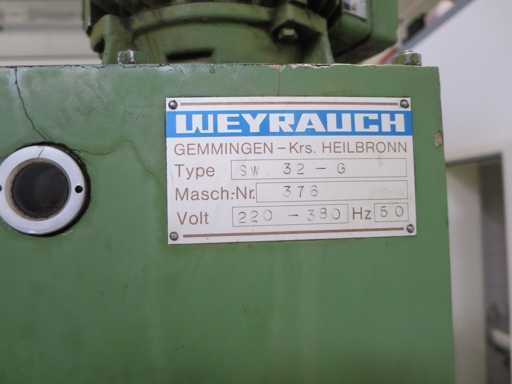 WEYRAUCH
GEMMINGEN – Krs. HEILBRONN
Type SW. 32 – G
Masch.-Nr. 376
Volt 220 – 380 Hz 50